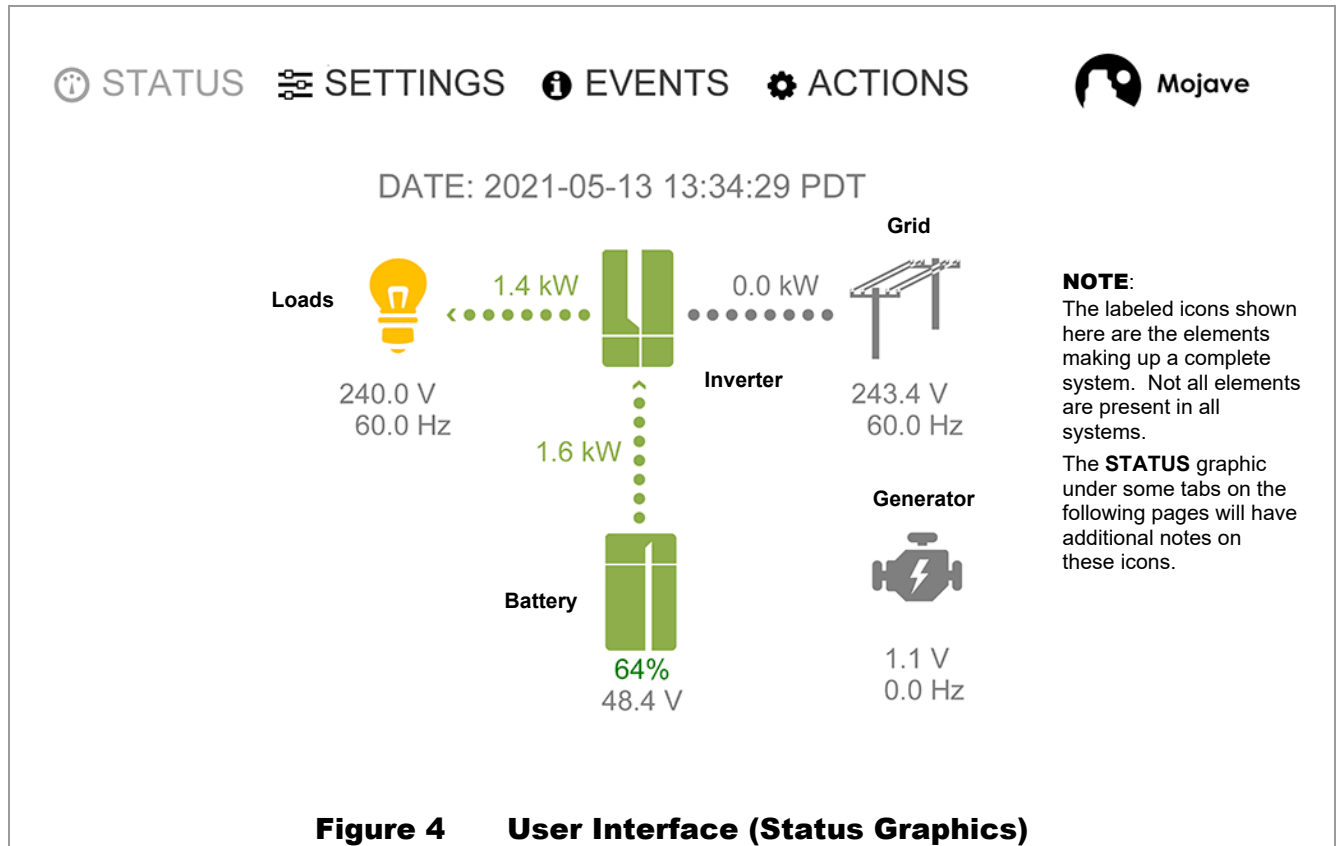 STATUS SETTINGS EVENTS ACTIONS Mojave
DATE: 2021-05-13 13:34:29 PDT
Grid
Loads
1.4 kW
0.0 kW
Inverter
240.0 V
60.0 Hz
243.4 V
60.0 Hz
1.6 kW
Generator
Battery
64%
48.4 V
1.1 V
0.0 Hz
NOTE:
The labeled icons shown
here are the elements
making up a complete
system. Not all elements
are present in all
systems.
The STATUS graphic
under some tabs on the
following pages will have
additional notes on
these icons.
Figure 4 User Interface (Status Graphics)